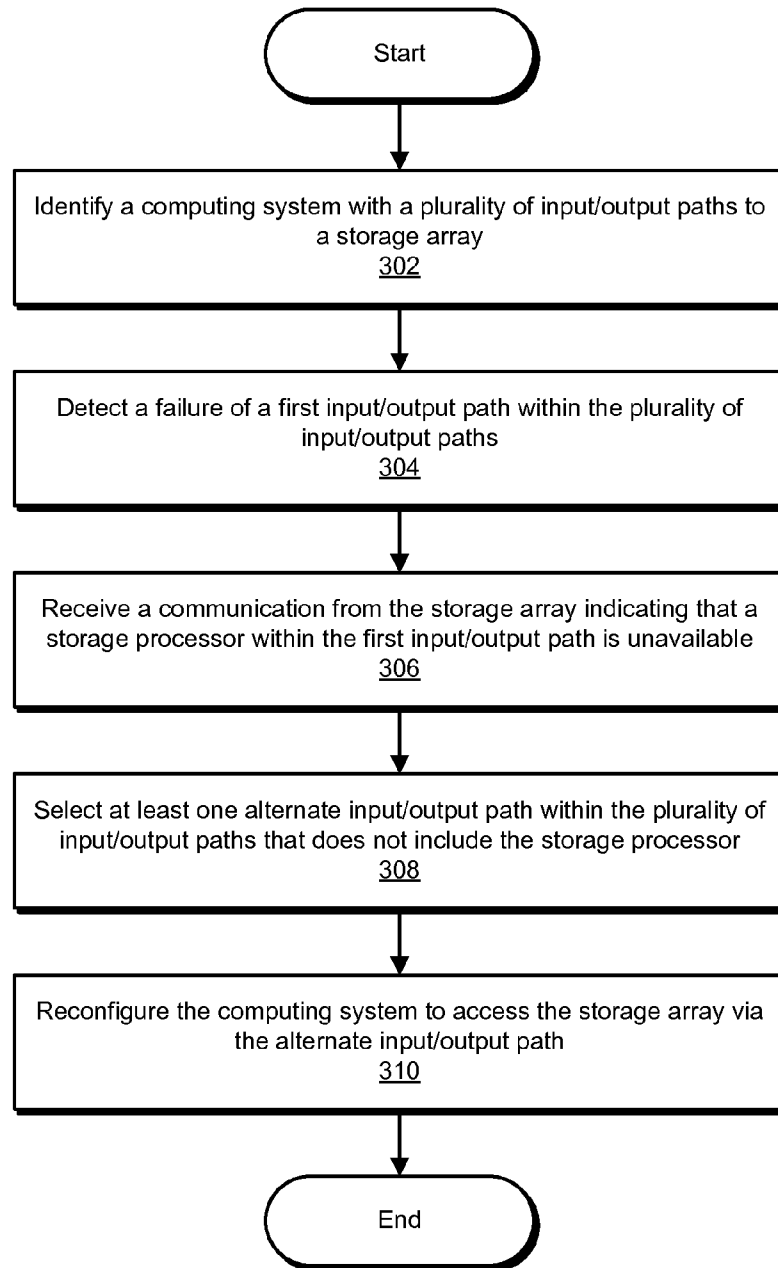 Start
Identify a computing system with a plurality of input/output paths to
a storage array
302
Detect a failure of a first input/output path within the plurality of
input/output paths
304
Receive a communication from the storage array indicating that a
storage processor within the first input/output path is unavailable
306
Select at least one alternate input/output path within the plurality of
input/output paths that does not include the storage processor
308
Reconfigure the computing system to access the storage array via
the alternate input/output path
310
End